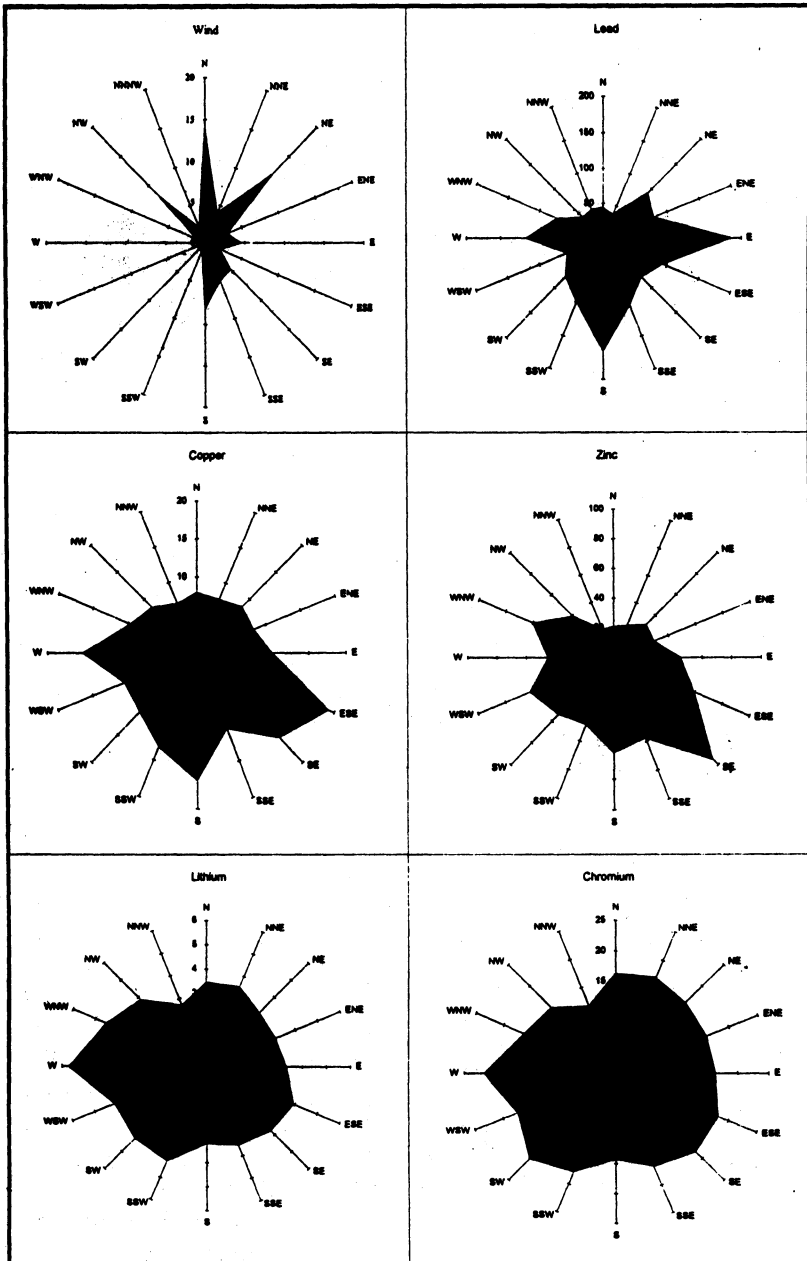 Wind
N
NNNW
NNE
20
NW
15
NE
10
WNW
ENE
5
W
E
WSW
ESE
SW
SE
SSW
SSE
S
Lead
N
NNW
200
NNE
NW
150
NE
100
WNW
ENE
50
W
E
WSW
ESE
SW
SE
SSW
SSE
S
Copper
N
NNW
20
NNE
NW
15
NE
10
WNW
ENE
W
E
WSW
ESE
SW
SE
SSW
SSE
S
Zinc
N
NNW
100
NNE
NW
80
NE
60
WNW
40
ENE
W
E
WSW
ESE
SW
SE
SSW
SSE
S
Lithium
N
NNW
6
NNE
NW
5
NE
4
WNW
ENE
W
E
WSW
ESE
SW
SE
SSW
SSE
S
Chromium
N
NNW
25
NNE
NW
20
NE
15
WNW
ENE
W
E
WSW
ESE
SW
SE
SSW
SSE
S